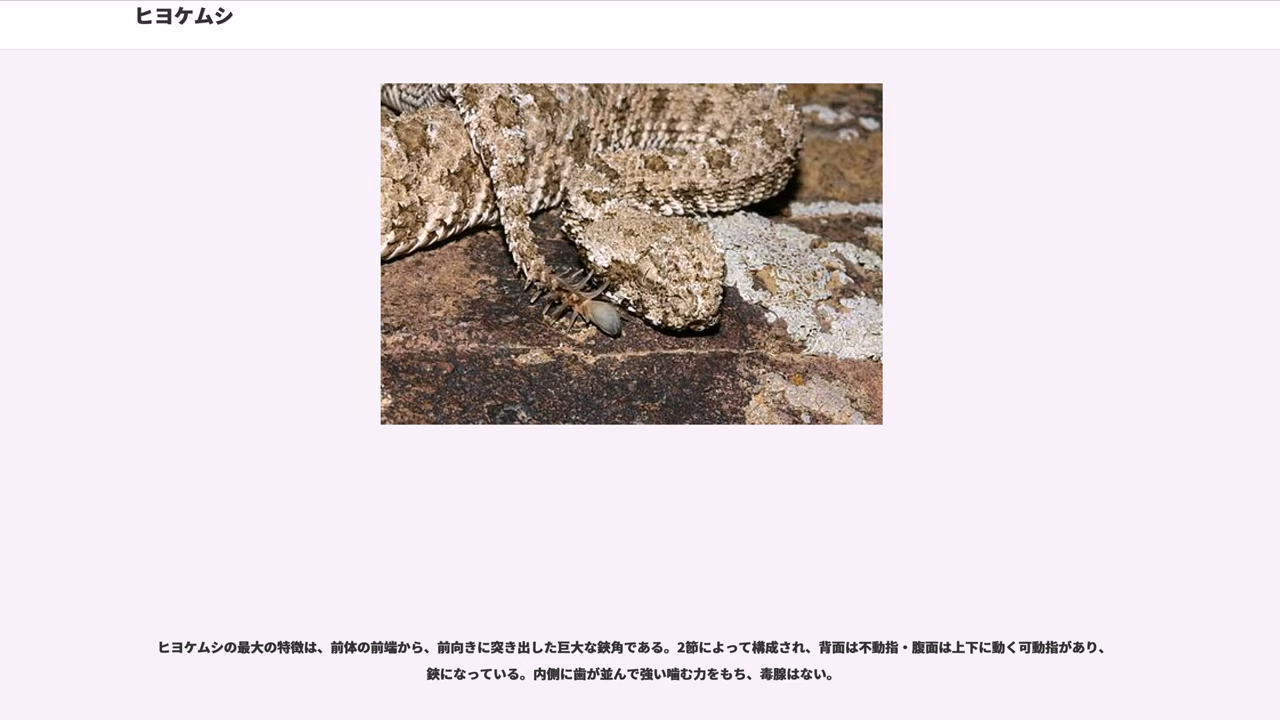 ヒヨケムシ
ヒヨケムシの最大の特徴は、前体の前端から、前向きに突き出した巨大な鋏角である。2節によって構成され、背面は不動指・腹面は上下に動く可動指があり、
鋏になっている。内側に歯が並んで強い噛む力をもち、毒腺はない。